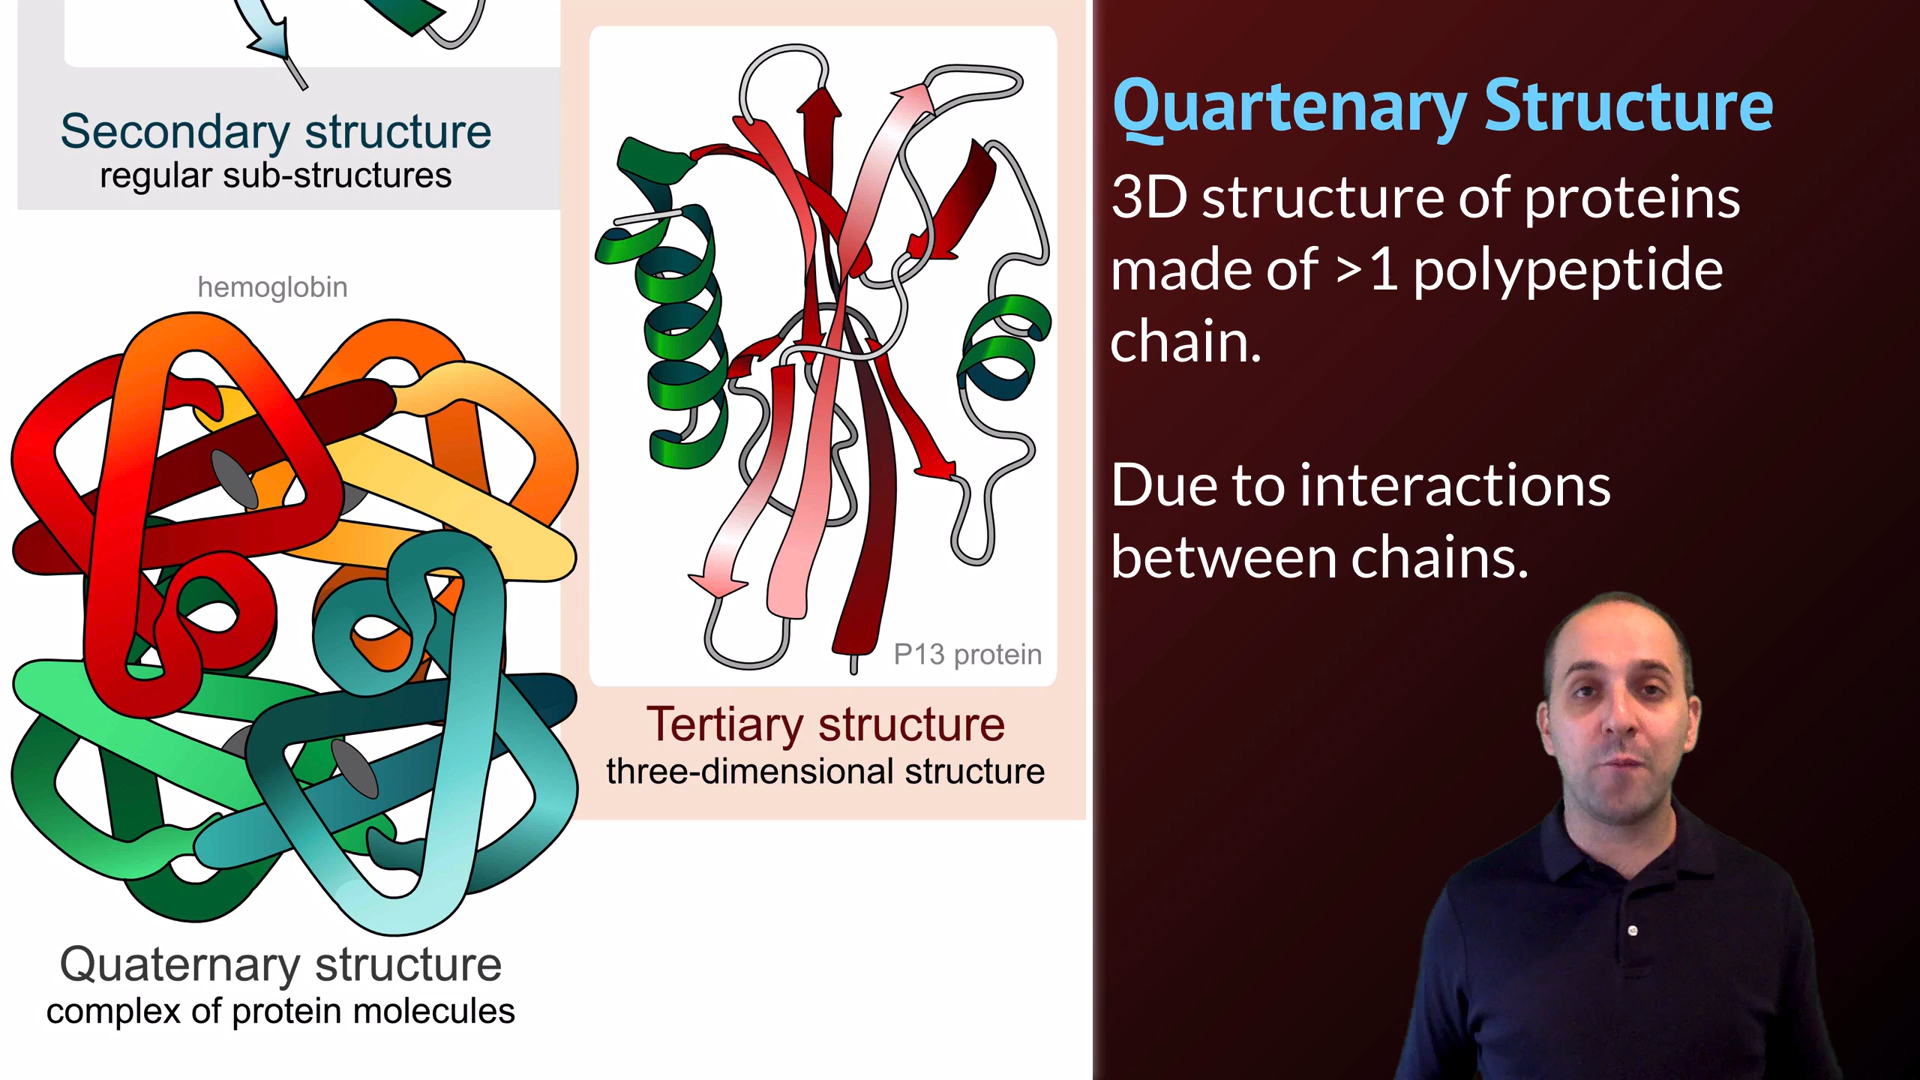 Secondary structure
regular sub-structures
hemoglobin
Quaternary structure
complex of protein molecules
P13 protein
Tertiary structure
three-dimensional structure
Quartenary Structure
3D structure of proteins
made of >1 polypeptide
chain.
Due to interactions
between chains.